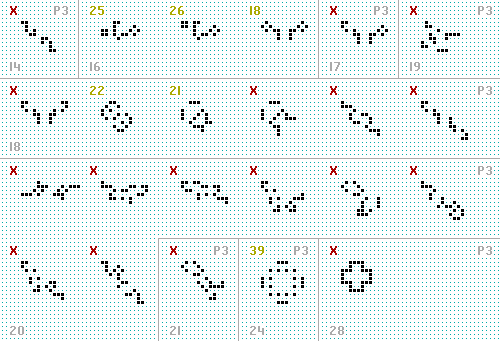 X P3 25 26 18 X P3 X P3
14 16 17 19
X 22 21 X X X P3
18
X X X X X X P3
X X X P3 39 P3 X P3
20 21 24 28